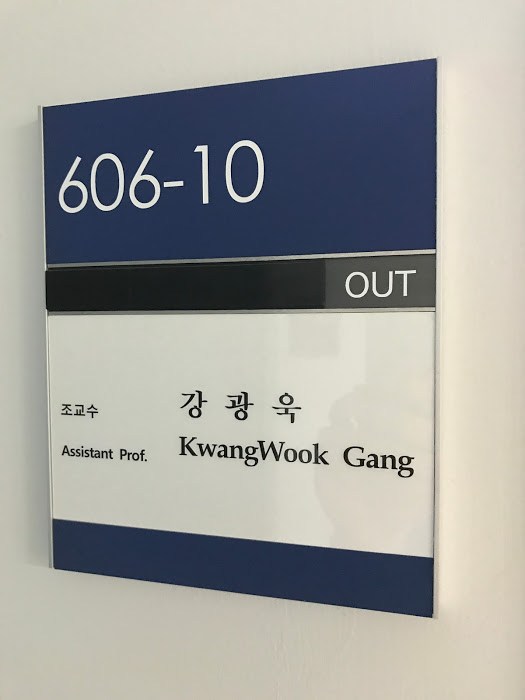 606-10
OUT
조교수 강 광 욱
Assistant Prof. KwangWook Gang